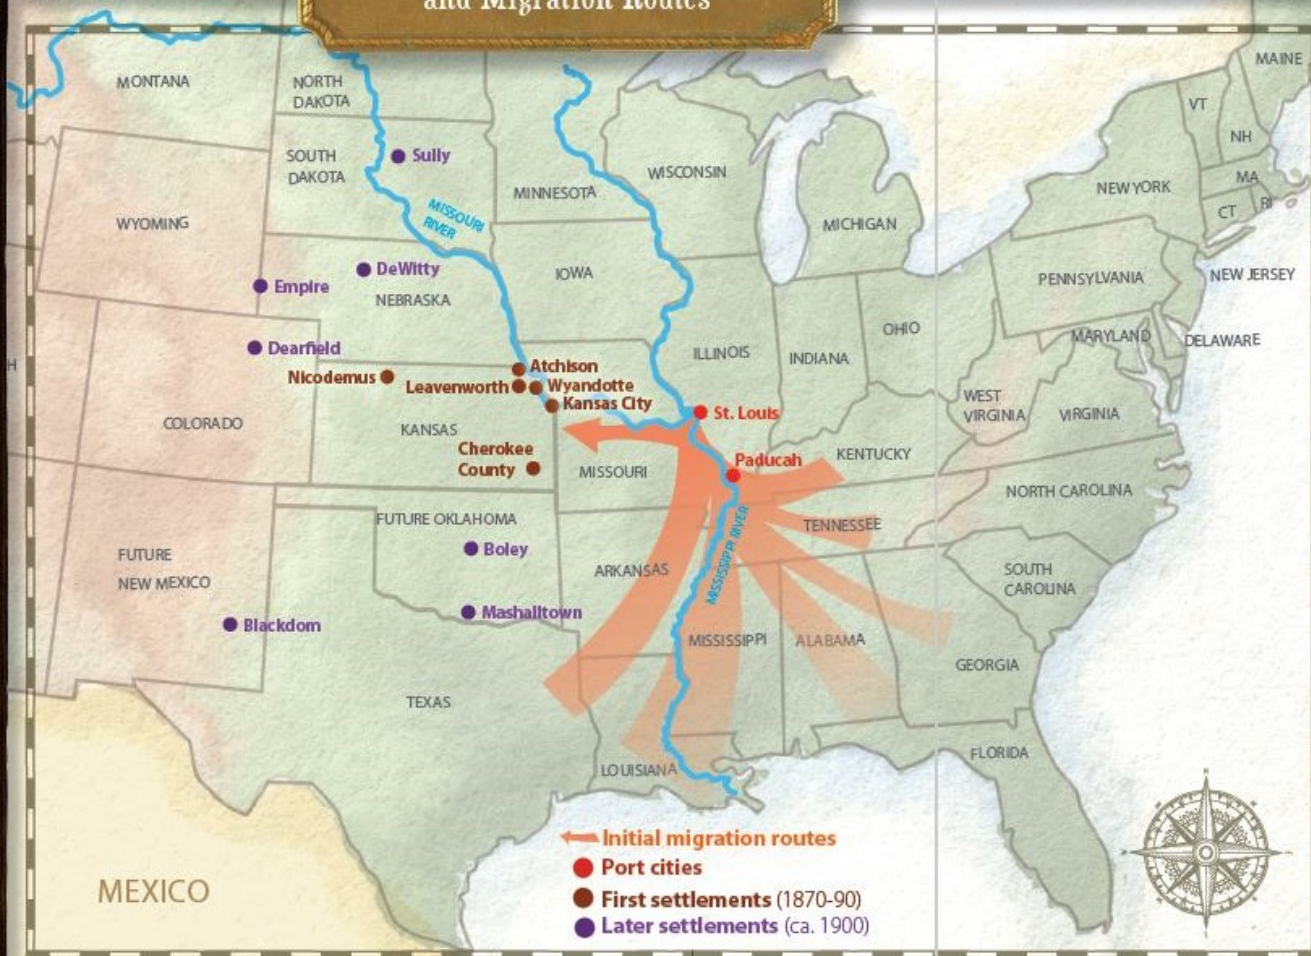 and Migration Routes
MONTANA
NORTH
DAKOTA
MAINE
VT
NH
SOUTH
DAKOTA
Sully
MINNESOTA
WISCONSIN
NEW YORK
MA
CT
RI
WYOMING
MISSOURI
RIVER
MICHIGAN
DeWitty
Empire
NEBRASKA
IOWA
PENNSYLVANIA
NEW JERSEY
Dearfield
ILLINOIS
INDIANA
OHIO
MARYLAND
DELAWARE
H
Nicodemus
Atchison
Leavenworth
Wyandotte
Kansas City
St. Louis
WEST
VIRGINIA
VIRGINIA
COLORADO
KANSAS
Cherokee
County
MISSOURI
Paducah
KENTUCKY
NORTH CAROLINA
FUTURE OKLAHOMA
TENNESSEE
MISSISSIPPI RIVER
FUTURE
NEW MEXICO
Boley
ARKANSAS
SOUTH
CAROLINA
Blackdom
Mashalltown
MISSISSIPPI
ALABAMA
GEORGIA
TEXAS
LOUISIANA
FLORIDA
MEXICO
Initial migration routes
Port cities
First settlements (1870-90)
Later settlements (ca. 1900)